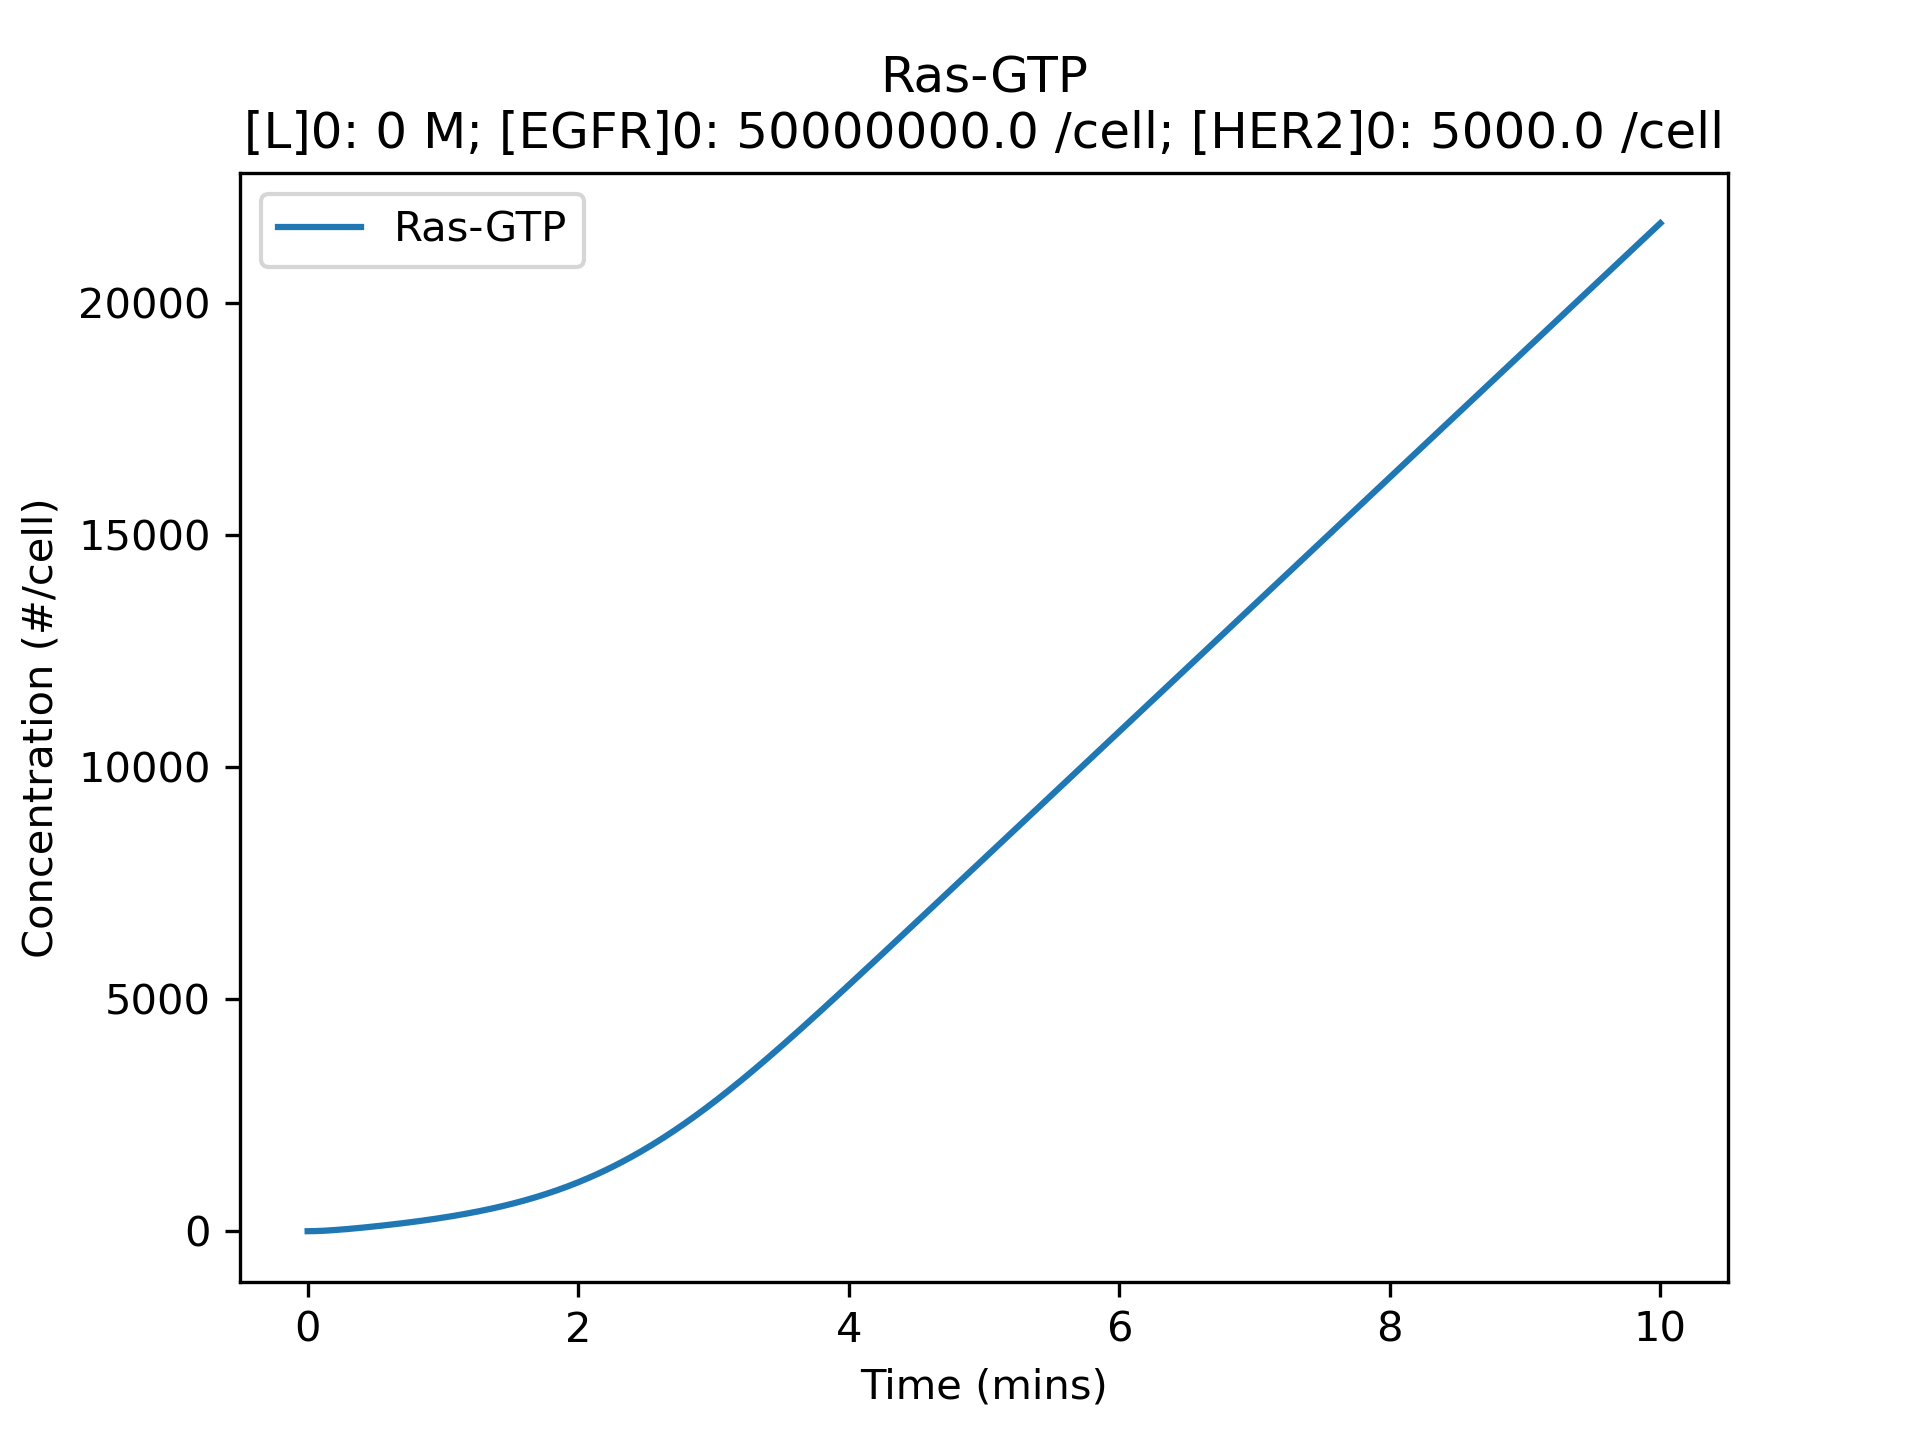 Ras-GTP
[L]0: 0 M; [EGFR]0: 50000000.0 /cell; [HER2]0: 5000.0 /cell
Ras-GTP
Concentration (#/cell)
20000
15000
10000
5000
0
0 2 4 6 8 10
Time (mins)